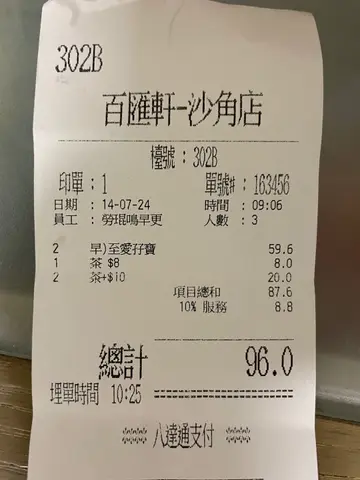 302B
百匯軒-沙角店
檯號：302B
印單：1 單號#：163456
日期：14-07-24 時間：09:06
員工：勞琨鳴早更 人數：3
2 早)至愛孖寶 59.6
1 茶 $8 8.0
2 茶+$10 20.0
項目總和 87.6
10% 服務 8.8
總計 96.0
埋單時間 10:25 ====================
※※ 八達通支付 ※※